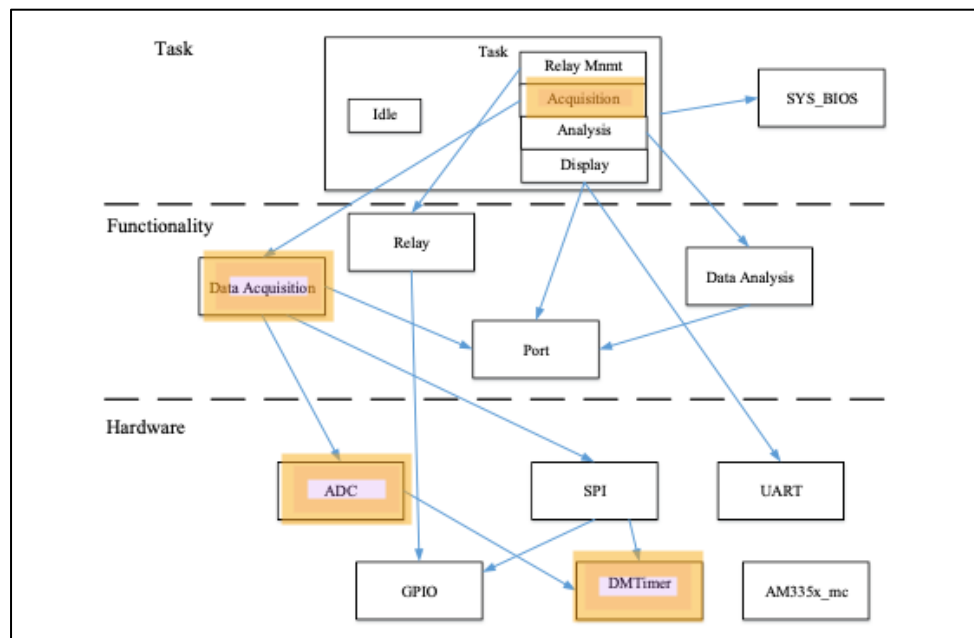 Task
Task
Relay Mnmt
Acquisition
SYS_BIOS
Idle
Analysis
Display
Functionality
Relay
Data Acquisition
Data Analysis
Port
Hardware
ADC
SPI
UART
GPIO
DMTimer
AM335x_mc